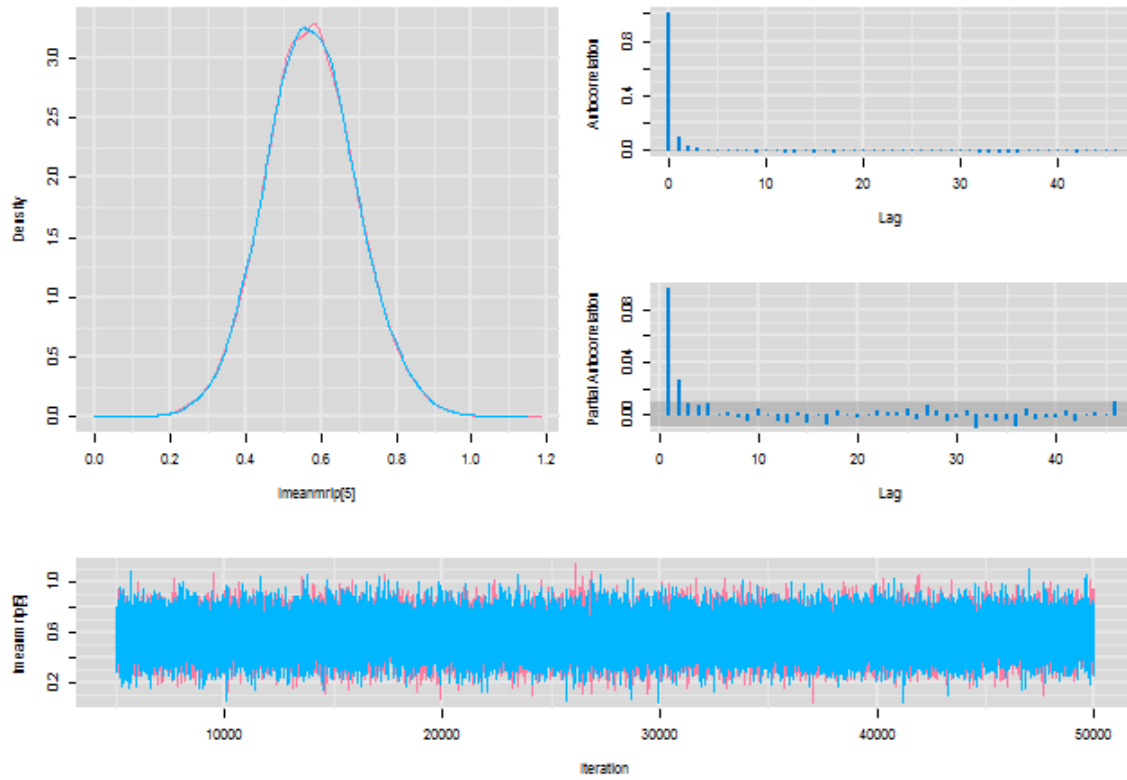 Density
0.0 0.5 1.0 1.5 2.0 2.5 3.0
0.0 0.2 0.4 0.6 0.8 1.0 1.2
lmeanmrlp[5]
Autocorrelation
0.0 0.4 0.8
0 10 20 30 40
Lag
Partial Autocorrelation
0.00 0.04 0.08
0 10 20 30 40
Lag
lmeanmrlp[5]
0.2 0.6 1.0
10000 20000 30000 40000 50000
Iteration